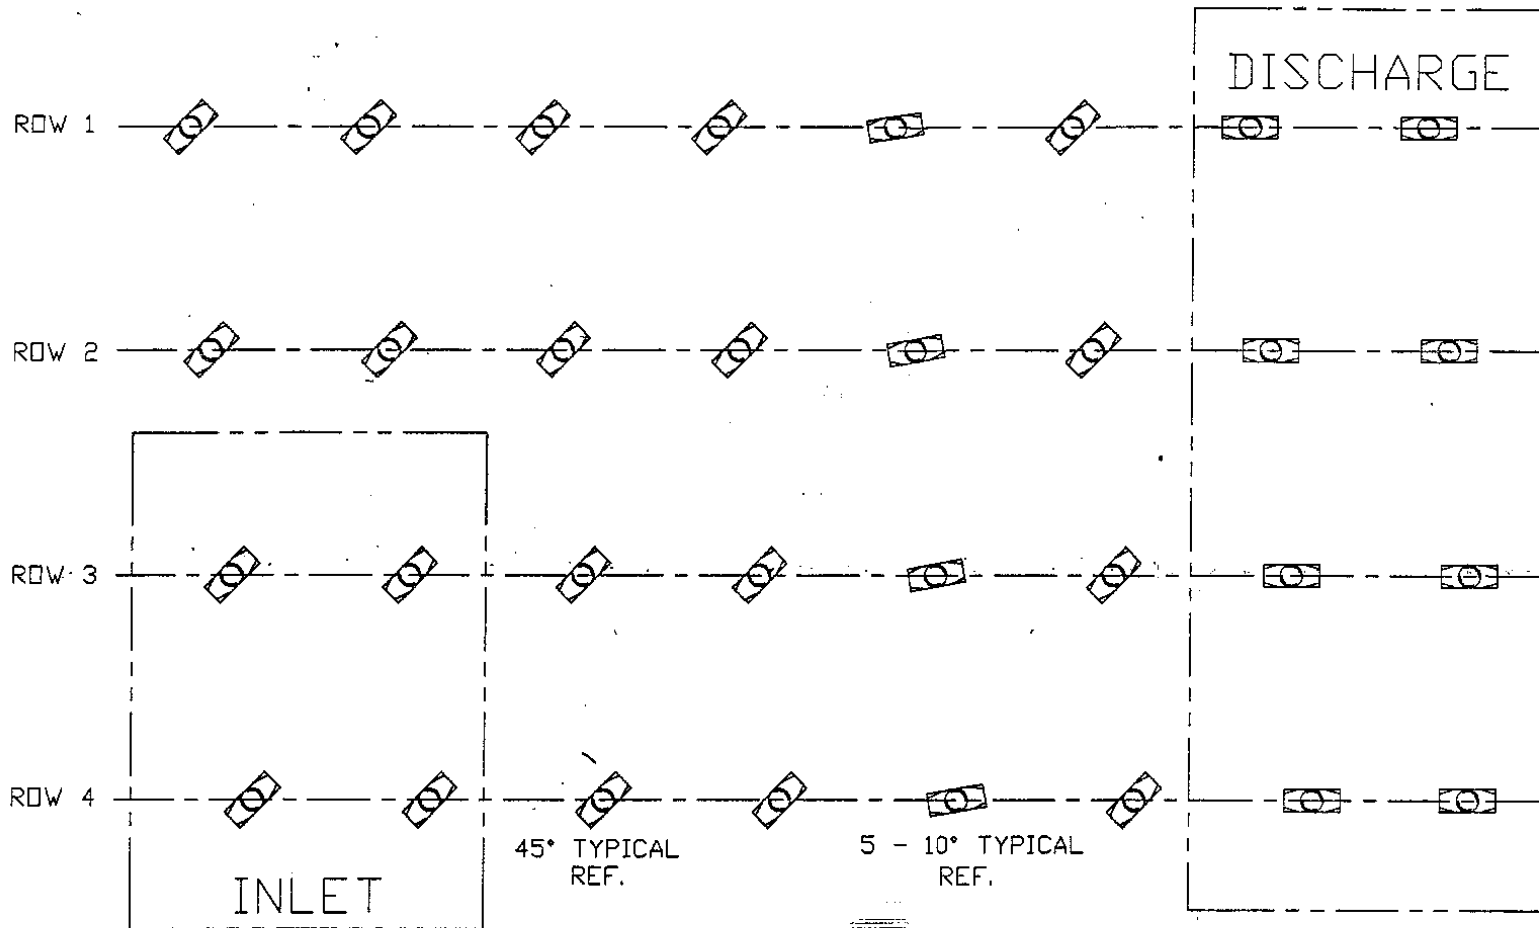 DISCHARGE
ROW 1
ROW 2
ROW 3
ROW 4
45° TYPICAL
REF.
5 - 10° TYPICAL
REF.
INLET